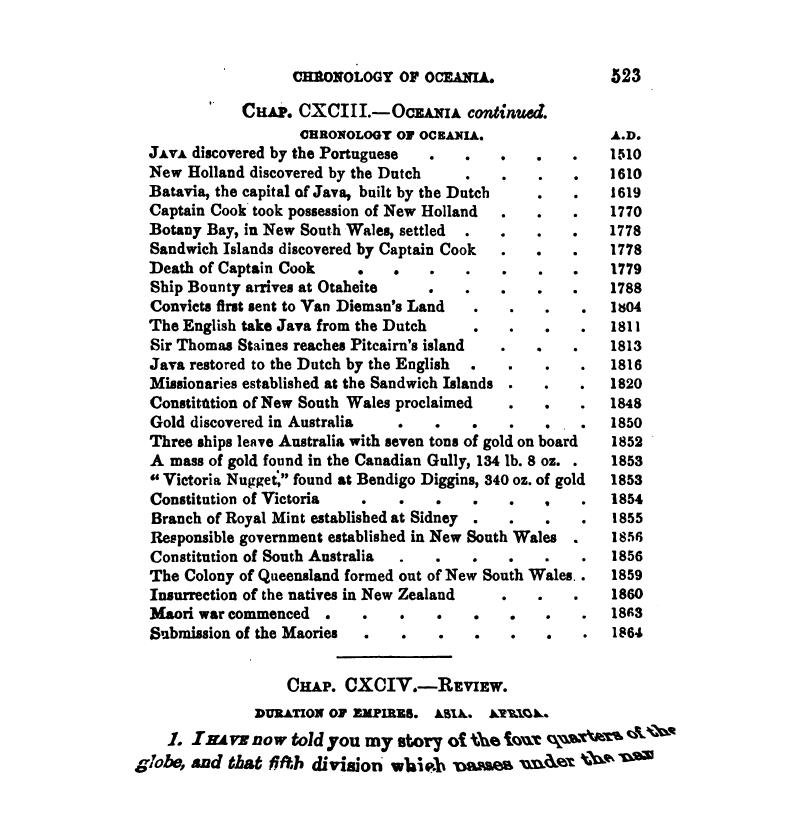 CHRONOLOGY OF OCEANIA. 523
CHAP. CXCIII.—OCEANIA continued.
CHRONOLOGY OF OCEANIA. A.D.
JAVA discovered by the Portuguese . . . . . 1510
New Holland discovered by the Dutch . . . . 1610
Batavia, the capital of Java, built by the Dutch . . 1619
Captain Cook took possession of New Holland . . . 1770
Botany Bay, in New South Wales, settled . . . . 1778
Sandwich Islands discovered by Captain Cook . . . 1778
Death of Captain Cook . . . . . . . 1779
Ship Bounty arrives at Otaheite . . . . . 1788
Convicts first sent to Van Dieman's Land . . . . 1804
The English take Java from the Dutch . . . . 1811
Sir Thomas Staines reaches Pitcairn's island . . . 1813
Java restored to the Dutch by the English . . . . 1816
Missionaries established at the Sandwich Islands . . . 1820
Constitution of New South Wales proclaimed . . . 1848
Gold discovered in Australia . . . . . . 1850
Three ships leave Australia with seven tons of gold on board 1852
A mass of gold found in the Canadian Gully, 134 lb. 8 oz. . 1853
“Victoria Nugget,” found at Bendigo Diggins, 340 oz. of gold 1853
Constitution of Victoria . . . . . . . 1854
Branch of Royal Mint established at Sidney . . . . 1855
Responsible government established in New South Wales . 1856
Constitution of South Australia . . . . . . 1856
The Colony of Queensland formed out of New South Wales. . 1859
Insurrection of the natives in New Zealand . . . 1860
Maori war commenced . . . . . . . . 1863
Submission of the Maories . . . . . . . 1864
CHAP. CXCIV.—REVIEW.
DURATION OF EMPIRES. ASIA. AFRICA.
1. I HAVE now told you my story of the four quarters of the
globe, and that fifth division which passes under the